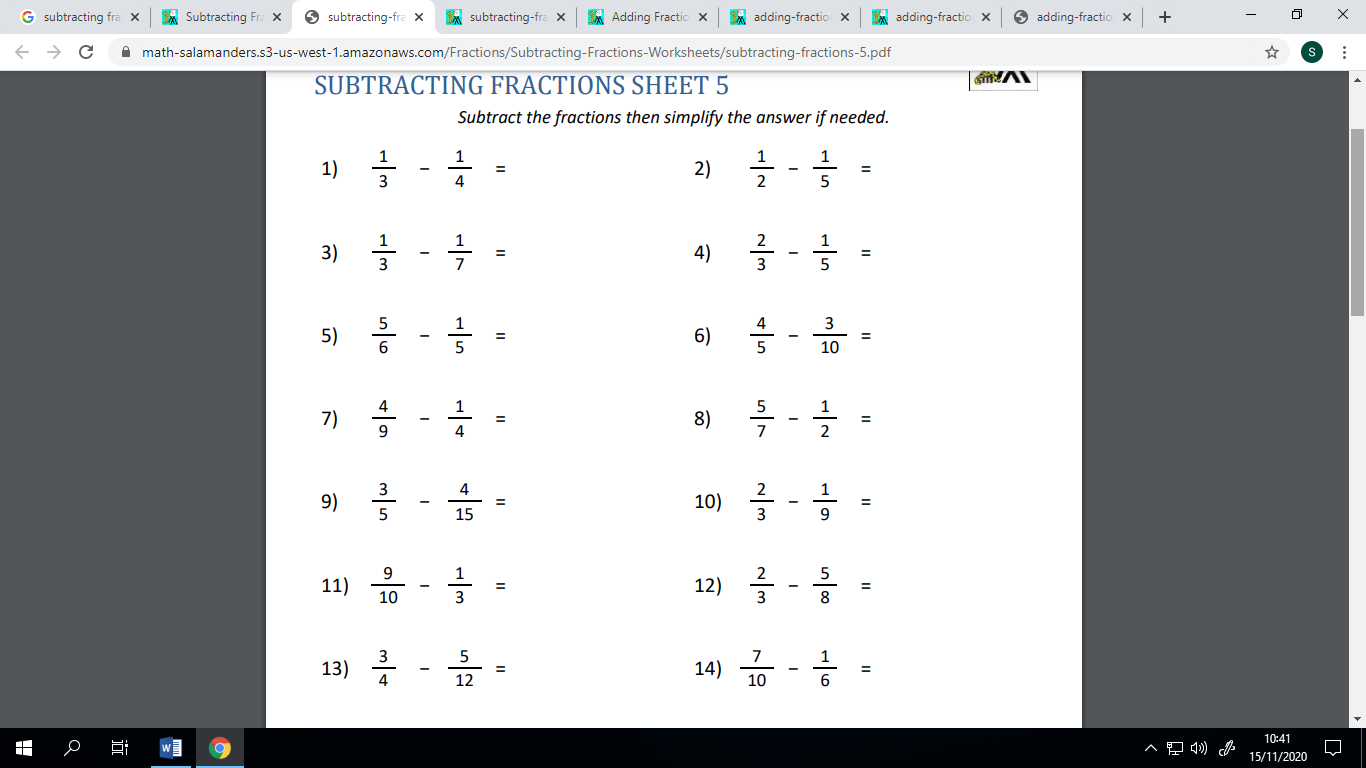 subtracting fra
Subtracting Fr
subtracting-fra
subtracting-fra
Adding Fractio
adding-fractio
adding-fractio
adding-fractio
math-salamanders.s3-us-west-1.amazonaws.com/Fractions/Subtracting-Fractions-Worksheets/subtracting-fractions-5.pdf
S
SUBTRACTING FRACTIONS SHEET 5
Subtract the fractions then simplify the answer if needed.
1) 1/3 – 1/4 =
2) 1/2 – 1/5 =
3) 1/3 – 1/7 =
4) 2/3 – 1/5 =
5) 5/6 – 1/5 =
6) 4/5 – 3/10 =
7) 4/9 – 1/4 =
8) 5/7 – 1/2 =
9) 3/5 – 4/15 =
10) 2/3 – 1/9 =
11) 9/10 – 1/3 =
12) 2/3 – 5/8 =
13) 3/4 – 5/12 =
14) 7/10 – 1/6 =
10:41
15/11/2020